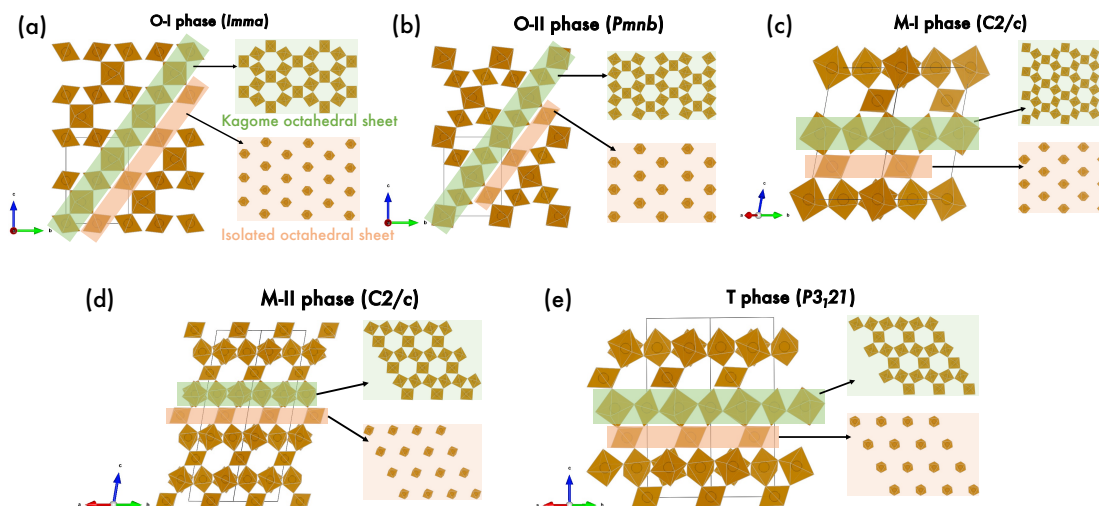 (a)
O-I phase (Imma)
Kagome octahedral sheet
Isolated octahedral sheet
c
b
(b)
O-II phase (Pmnb)
c
b
(c)
M-I phase (C2/c)
c
a
b
(d)
M-II phase (C2/c)
c
a
b
(e)
T phase (P3₁21)
c
a
b